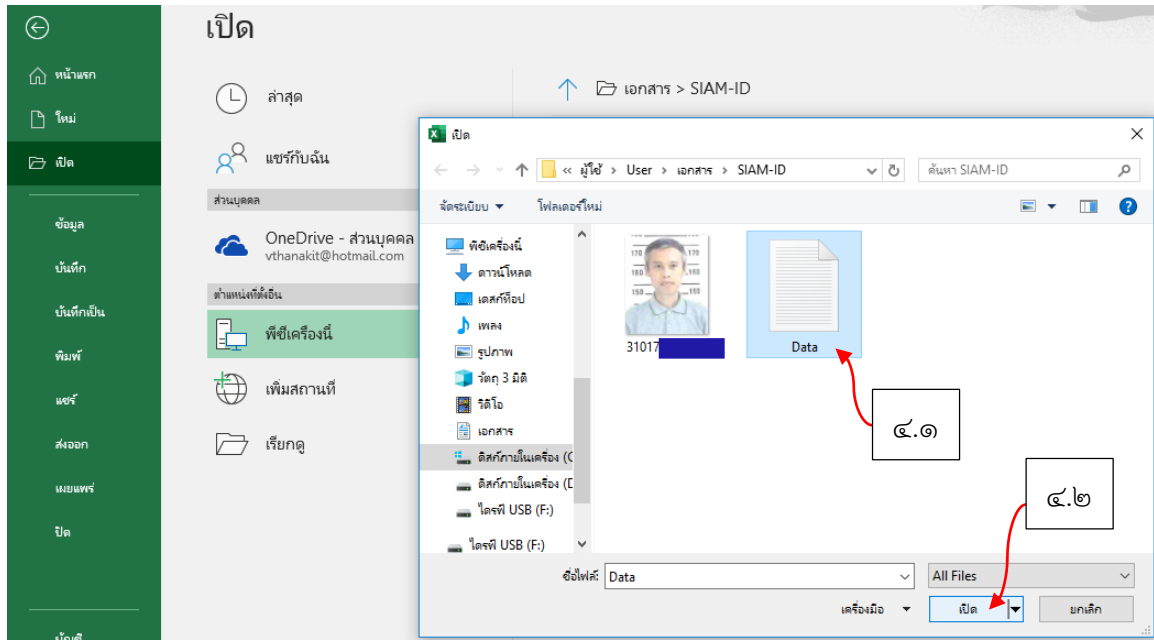 เปิด
หน้าแรก
ใหม่
เปิด
ข้อมูล
บันทึก
บันทึกเป็น
พิมพ์
แชร์
ส่งออก
เผยแพร่
ปิด
บัญชี
ล่าสุด
แชร์กับฉัน
ส่วนบุคคล
OneDrive - ส่วนบุคคล
vthanakit@hotmail.com
ตำแหน่งที่ตั้งอื่น
พีซีเครื่องนี้
เพิ่มสถานที่
เรียกดู
เอกสาร > SIAM-ID
เปิด
« ผู้ใช้ > User > เอกสาร > SIAM-ID
ค้นหา SIAM-ID
จัดระเบียบ
โฟลเดอร์ใหม่
พีซีเครื่องนี้
ดาวน์โหลด
เดสก์ท็อป
เพลง
รูปภาพ
วัตถุ 3 มิติ
วิดีโอ
เอกสาร
ดิสก์ภายในเครื่อง (C
ดิสก์ภายในเครื่อง (D
ไดรฟ์ USB (F:)
ไดรฟ์ USB (F:)
170 170
160 160
150 150
31017
Data
๔.๑
๔.๒
ชื่อไฟล์: Data
All Files
เครื่องมือ
เปิด
ยกเลิก